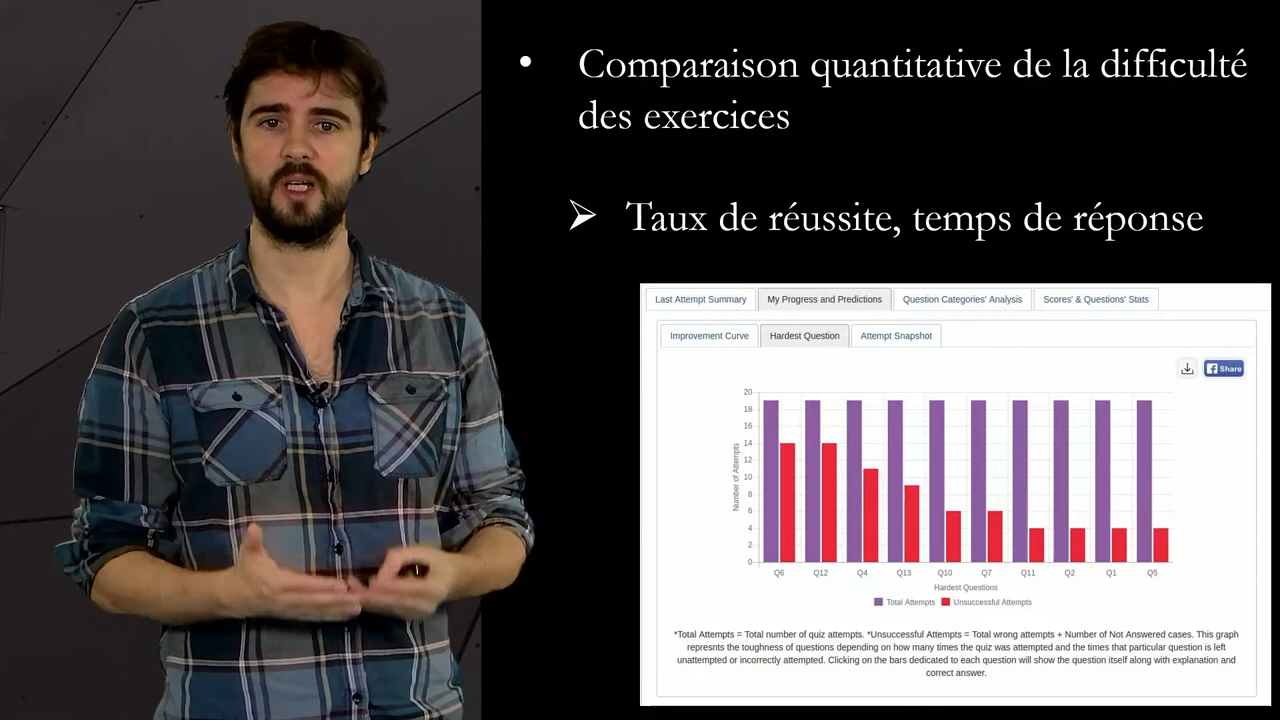 • Comparaison quantitative de la difficulté
des exercices
➢ Taux de réussite, temps de réponse
Last Attempt Summary My Progress and Predictions Question Categories' Analysis Scores' & Questions' Stats
Improvement Curve Hardest Question Attempt Snapshot
Share
20
18
16
14
12
10
8
6
4
2
0
Number of Attempts
Q6 Q12 Q4 Q13 Q10 Q7 Q11 Q2 Q1 Q5
Hardest Questions
Total Attempts Unsuccessful Attempts
*Total Attempts = Total number of quiz attempts. *Unsuccessful Attempts = Total wrong attempts + Number of Not Answered cases. This graph
represnts the toughness of questions depending on how many times the quiz was attempted and the times that particular question is left
unattempted or incorrectly attempted. Clicking on the bars dedicated to each question will show the question itself along with explanation and
correct answer.